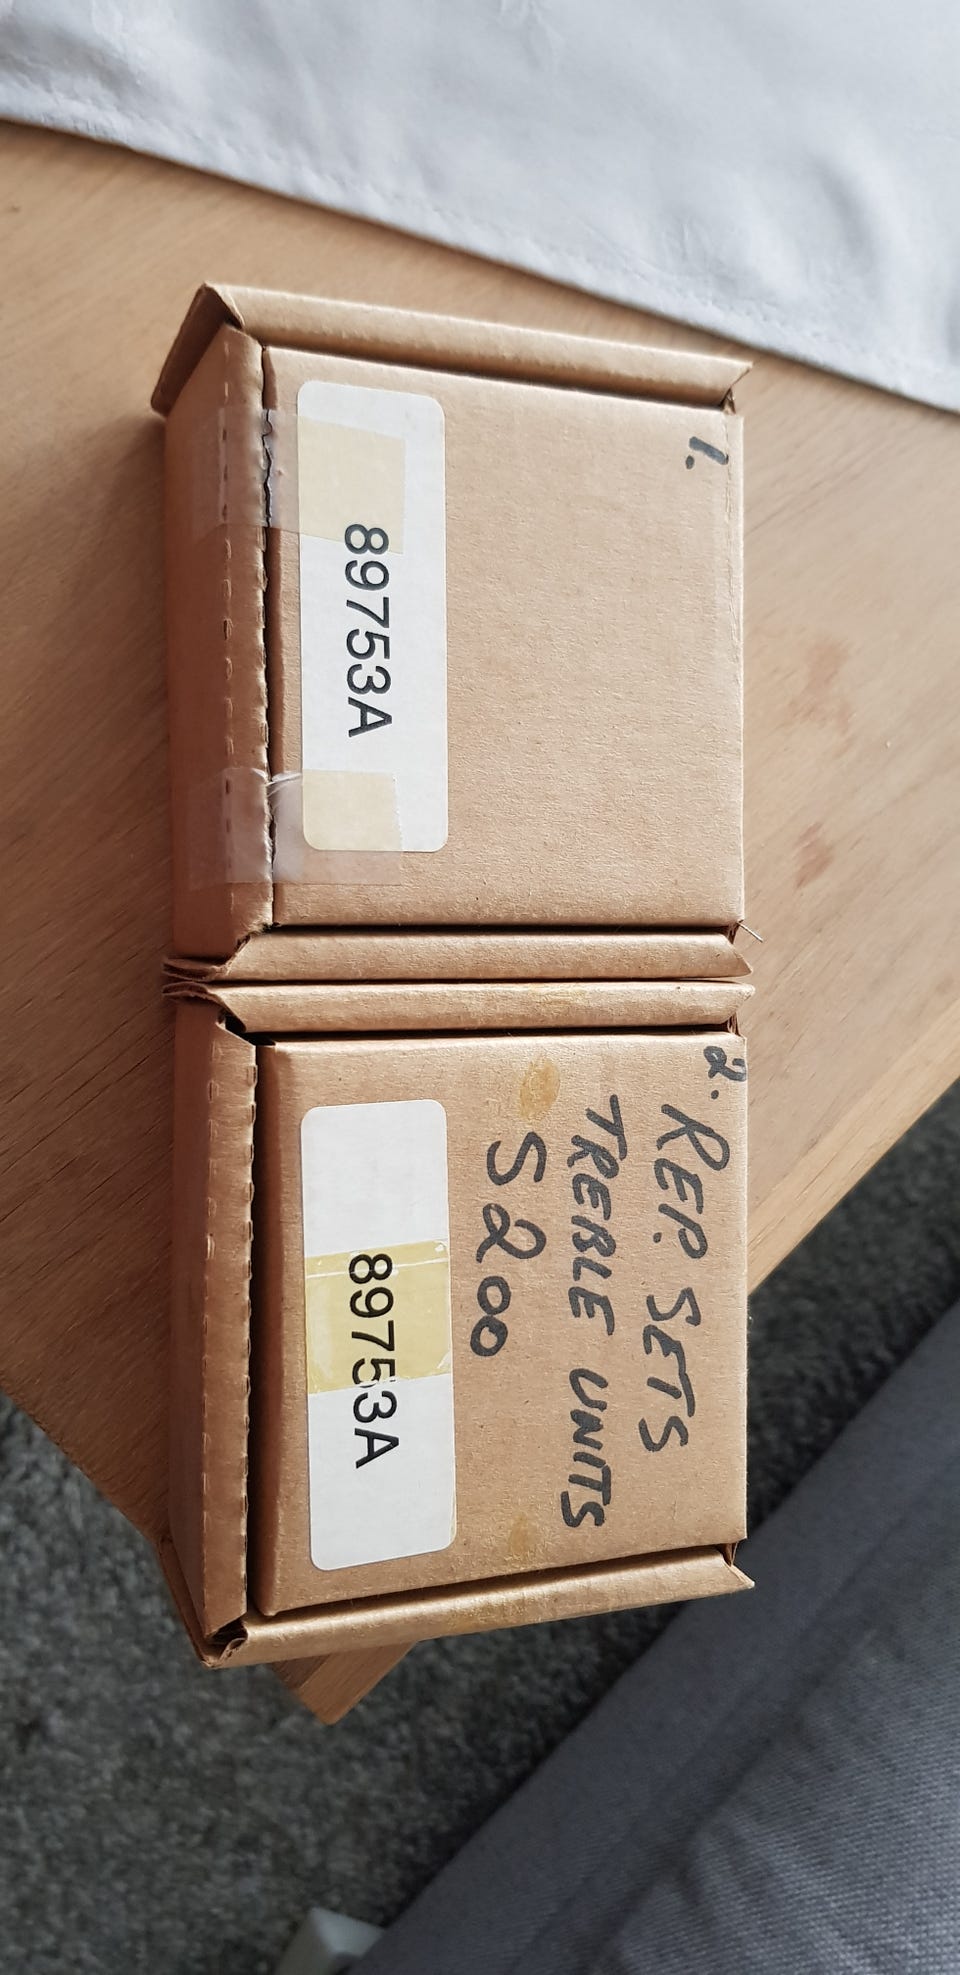 1.
89753A
2. REP. SETS
TREBLE UNITS
S200
89753A